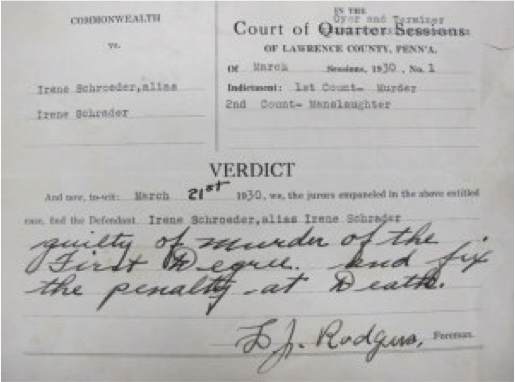 COMMONWEALTH
vs.
Irene Schroeder,alias
Irene Schrader
IN THE
Oyer and Terminer
Court of Quarter Sessions
OF LAWRENCE COUNTY, PENN'A.
Of March Sessions, 1930, No. 1
Indictment: 1st Count- Murder
2nd Count- Manslaughter
VERDICT
And now, to-wit: March 21st 1930, we, the jurors empaneled in the above entitled
case, find the Defendant Irene Schroeder,alias Irene Schrader
guilty of murder of the
First Degree. and fix
the penalty at Death.
Rodgers, Foreman.